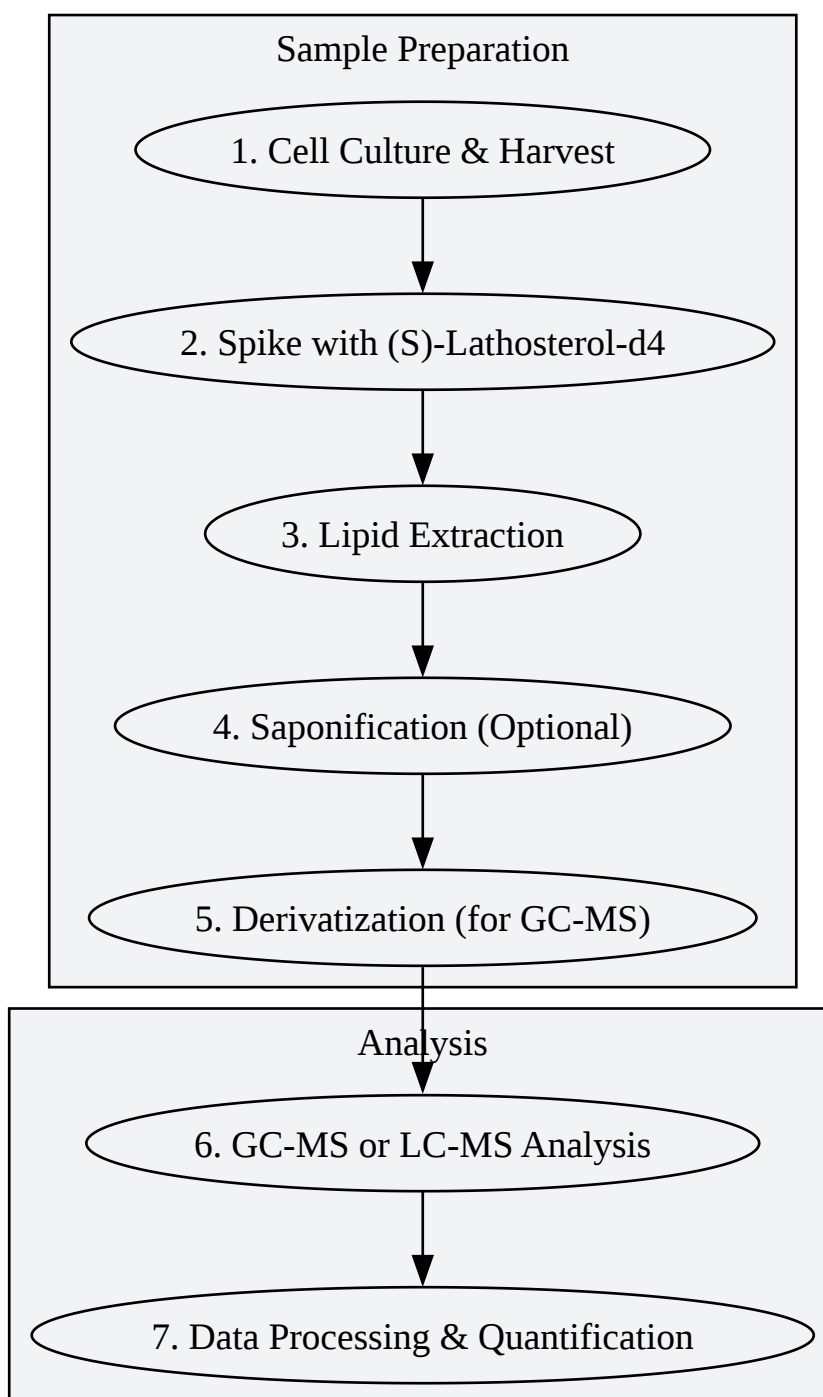 Sample Preparation
1. Cell Culture & Harvest
2. Spike with (S)-Lathosterol-d4
3. Lipid Extraction
4. Saponification (Optional)
5. Derivatization (for GC-MS)
Analysis
6. GC-MS or LC-MS Analysis
7. Data Processing & Quantification